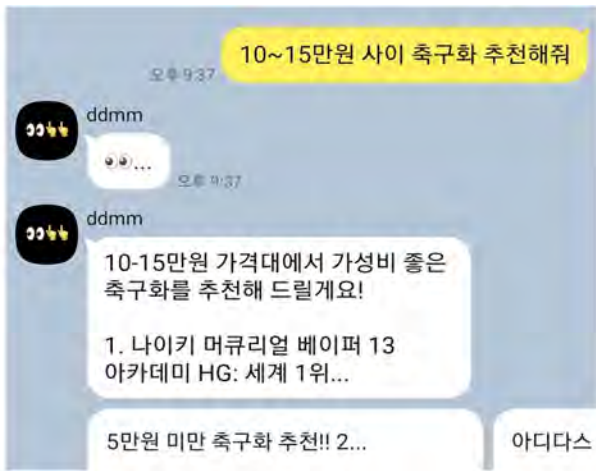 10~15만원 사이 축구화 추천해줘
오후 9:37
ddmm
👀...
오후 9:37
ddmm
10-15만원 가격대에서 가성비 좋은
축구화를 추천해 드릴게요!
1. 나이키 머큐리얼 베이퍼 13
아카데미 HG: 세계 1위...
5만원 미만 축구화 추천!! 2...
아디다스